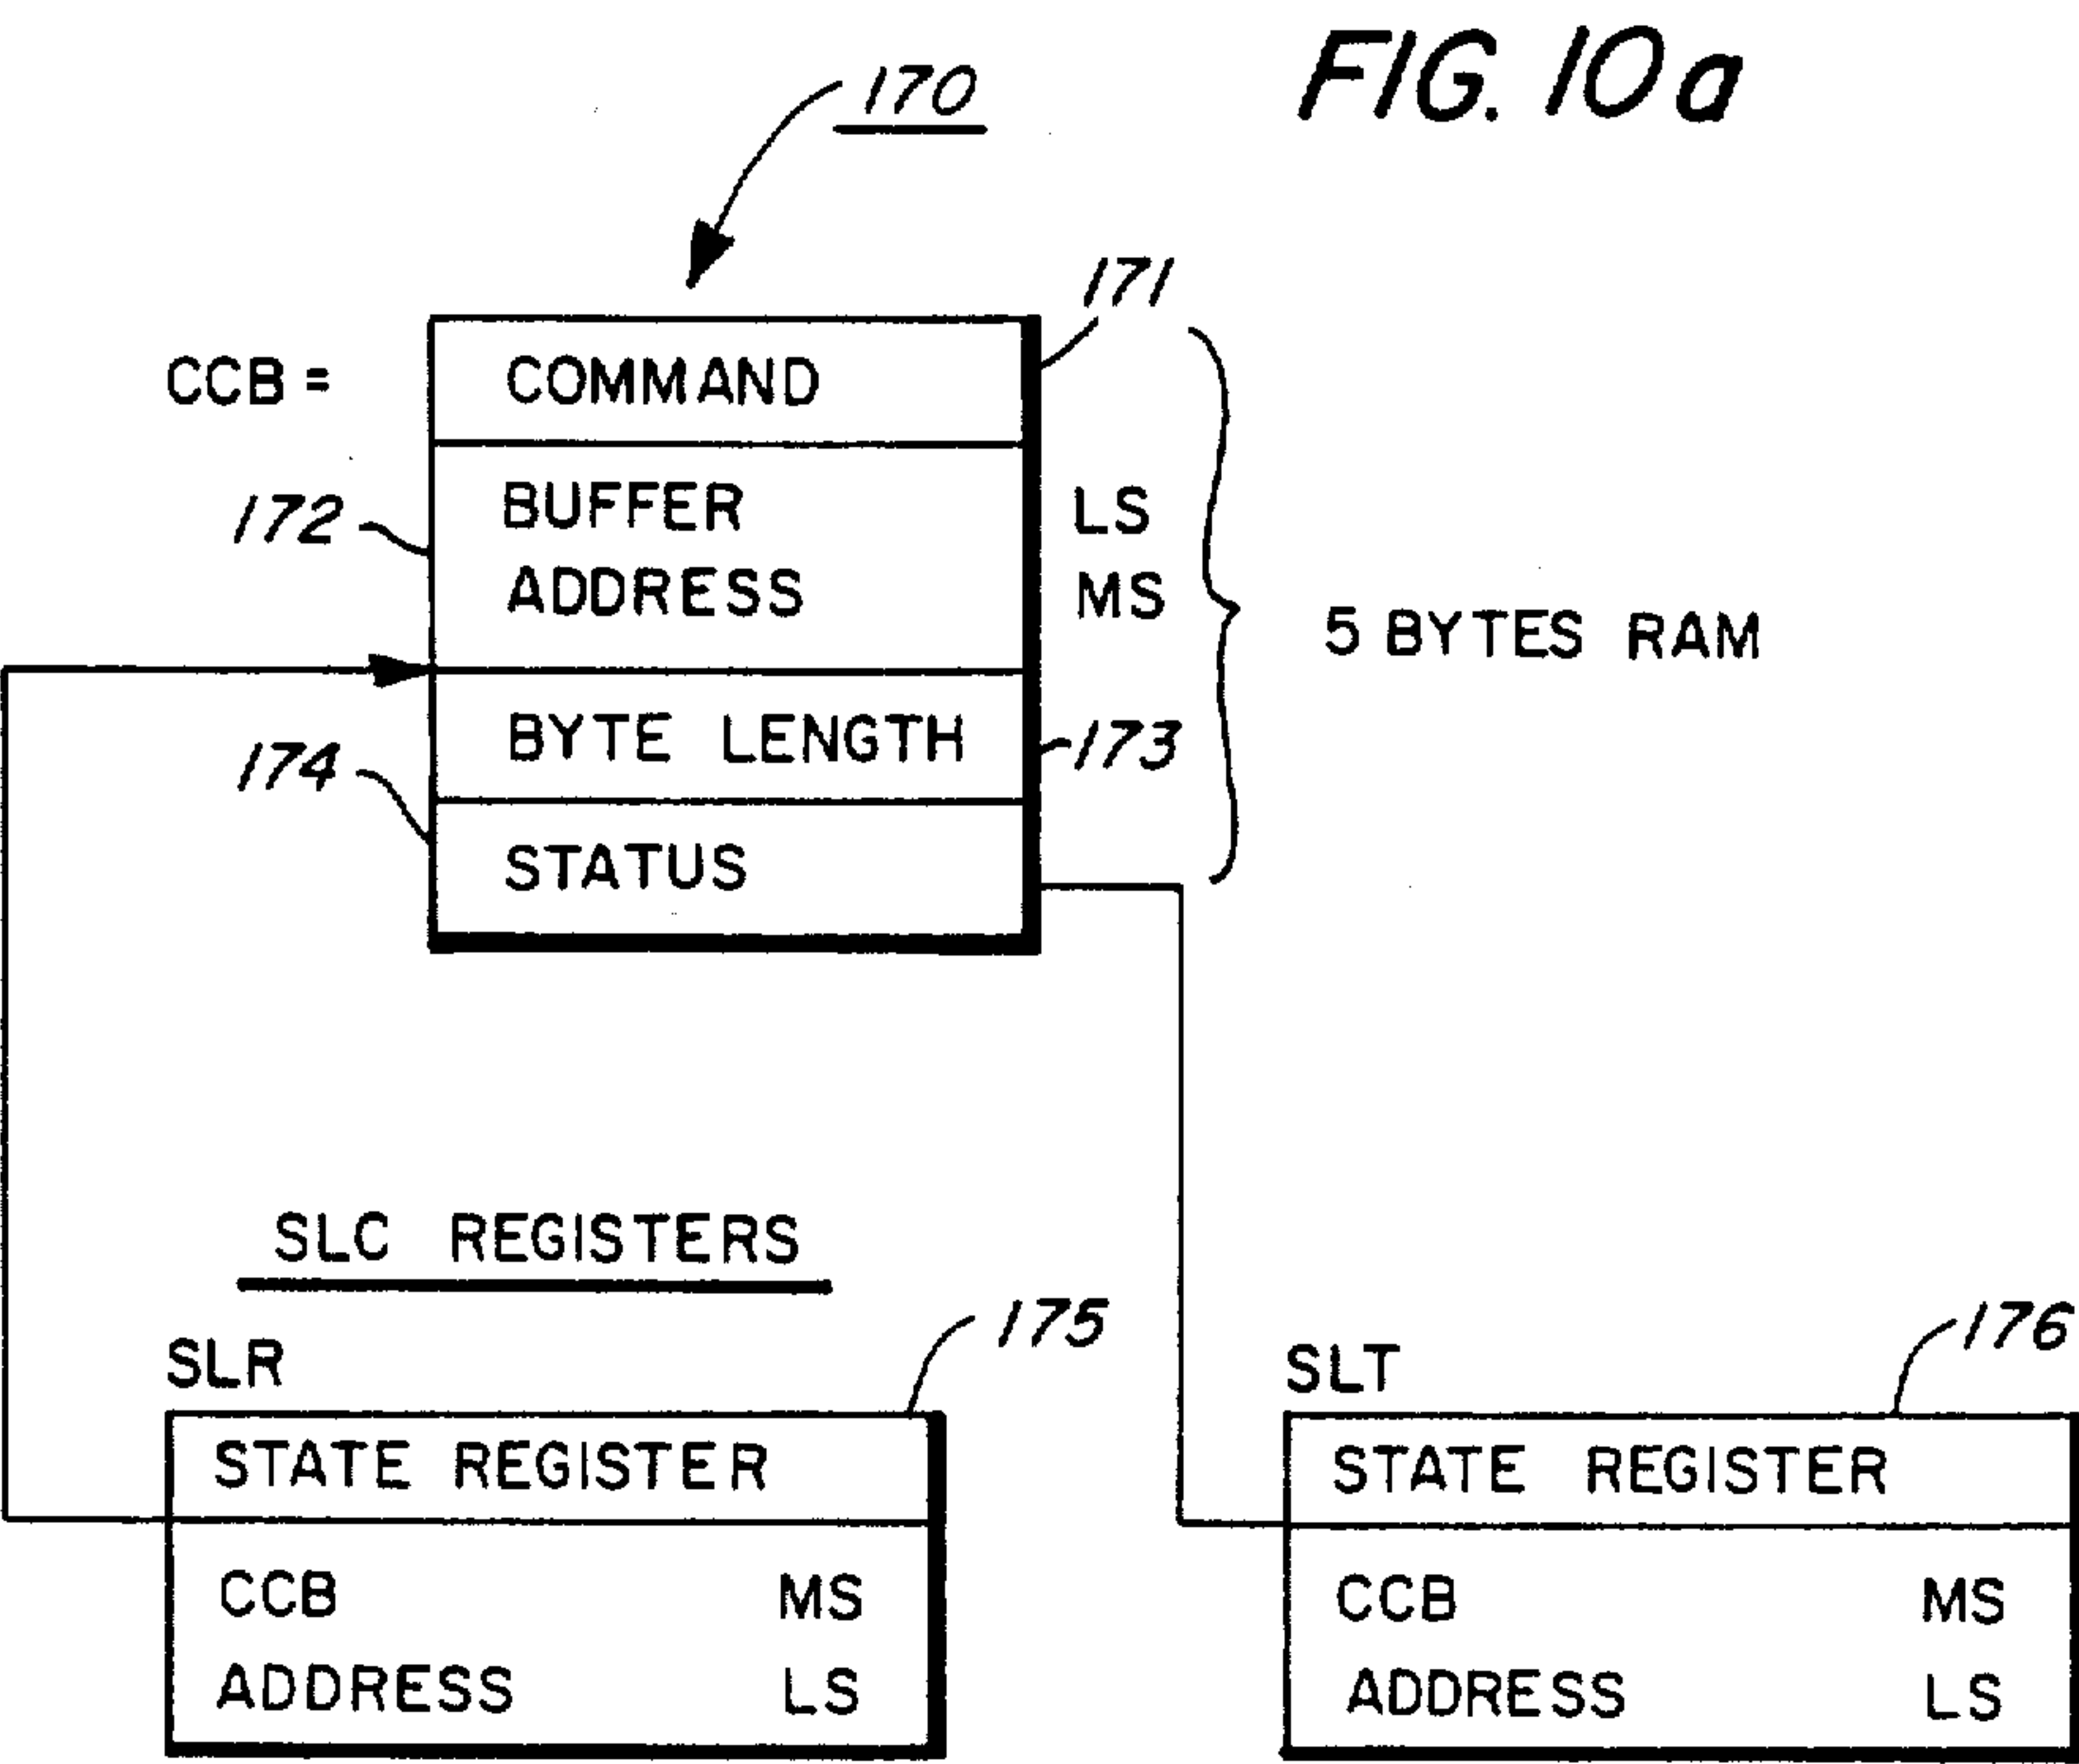 FIG. 10a
170
171
CCB = COMMAND
172 BUFFER LS
ADDRESS MS
5 BYTES RAM
BYTE LENGTH 173
174
STATUS
SLC REGISTERS
SLR 175
STATE REGISTER
CCB MS
ADDRESS LS
SLT 176
STATE REGISTER
CCB MS
ADDRESS LS